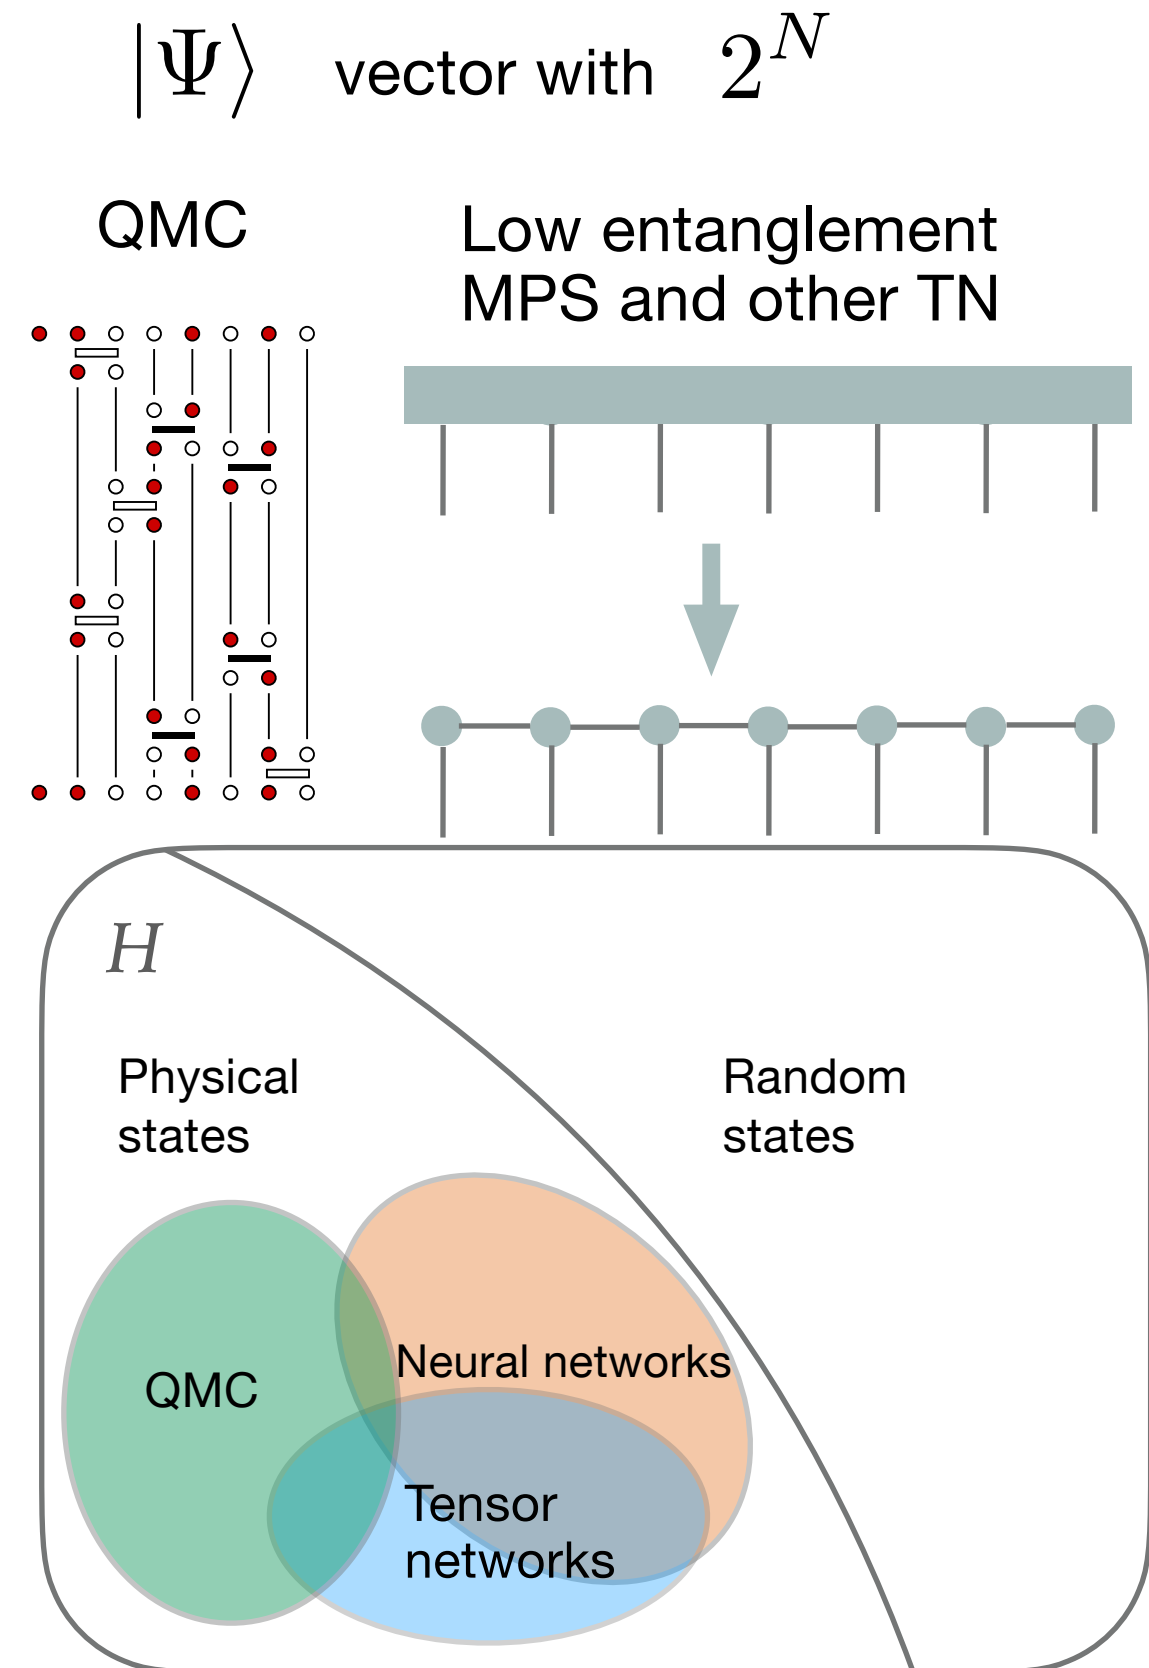 |Ψ⟩ vector with 2^N
QMC
Low entanglement
MPS and other TN
H
Physical
states
Random
states
Neural networks
QMC
Tensor
networks